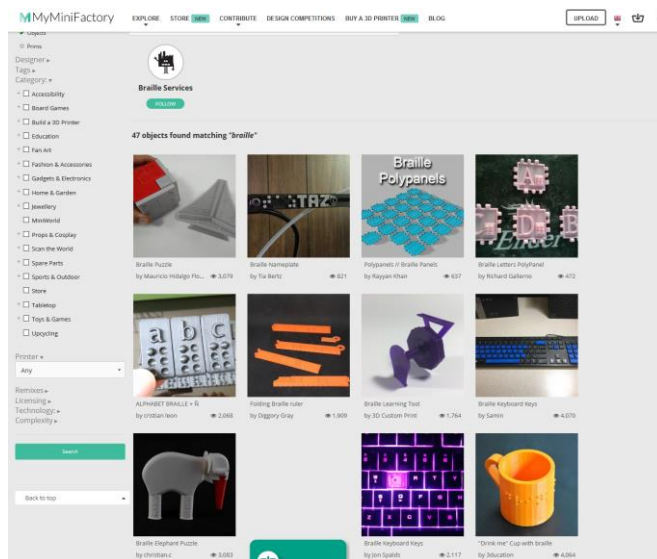 MyMiniFactory
EXPLORE STORE NEW CONTRIBUTE DESIGN COMPETITIONS BUY A 3D PRINTER NEW BLOG UPLOAD
Objects
Prints
Designer
Tags
Category:
Accessibility
Board Games
Build a 3D Printer
Education
Fan Art
Fashion & Accessories
Gadgets & Electronics
Home & Garden
Jewellery
MiniWorld
Props & Cosplay
Scan the World
Spare Parts
Sports & Outdoor
Store
Tabletop
Toys & Games
Upcycling
Printer
Any
Remixes
Licensing
Technology:
Complexity
Search
Back to top
Braille Services
FOLLOW
47 objects found matching "braille"
TAZ
Braille
Polypanels
A
C D B
Braille Puzzle
by Mauricio Hidalgo Flo... 3,079
Braille Nameplate
by Tia Bertz 821
Polypanels // Braille Panels
by Rayyan Khan 637
Braille Letters PolyPanel
by Richard Gallerne 472
a b c
ALPHABET BRAILLE + ñ
by cristian leon 2,068
Folding Braille ruler
by Diggory Gray 1,909
Braille Learning Tool
by 3D Custom Print 1,764
Braille Keyboard Keys
by Samin 4,070
Braille Elephant Puzzle
by christian-c 3,083
Braille Keyboard Keys
by Jon Spalds 2,117
"Drink me" Cup with braille
by 3ducation 4,064